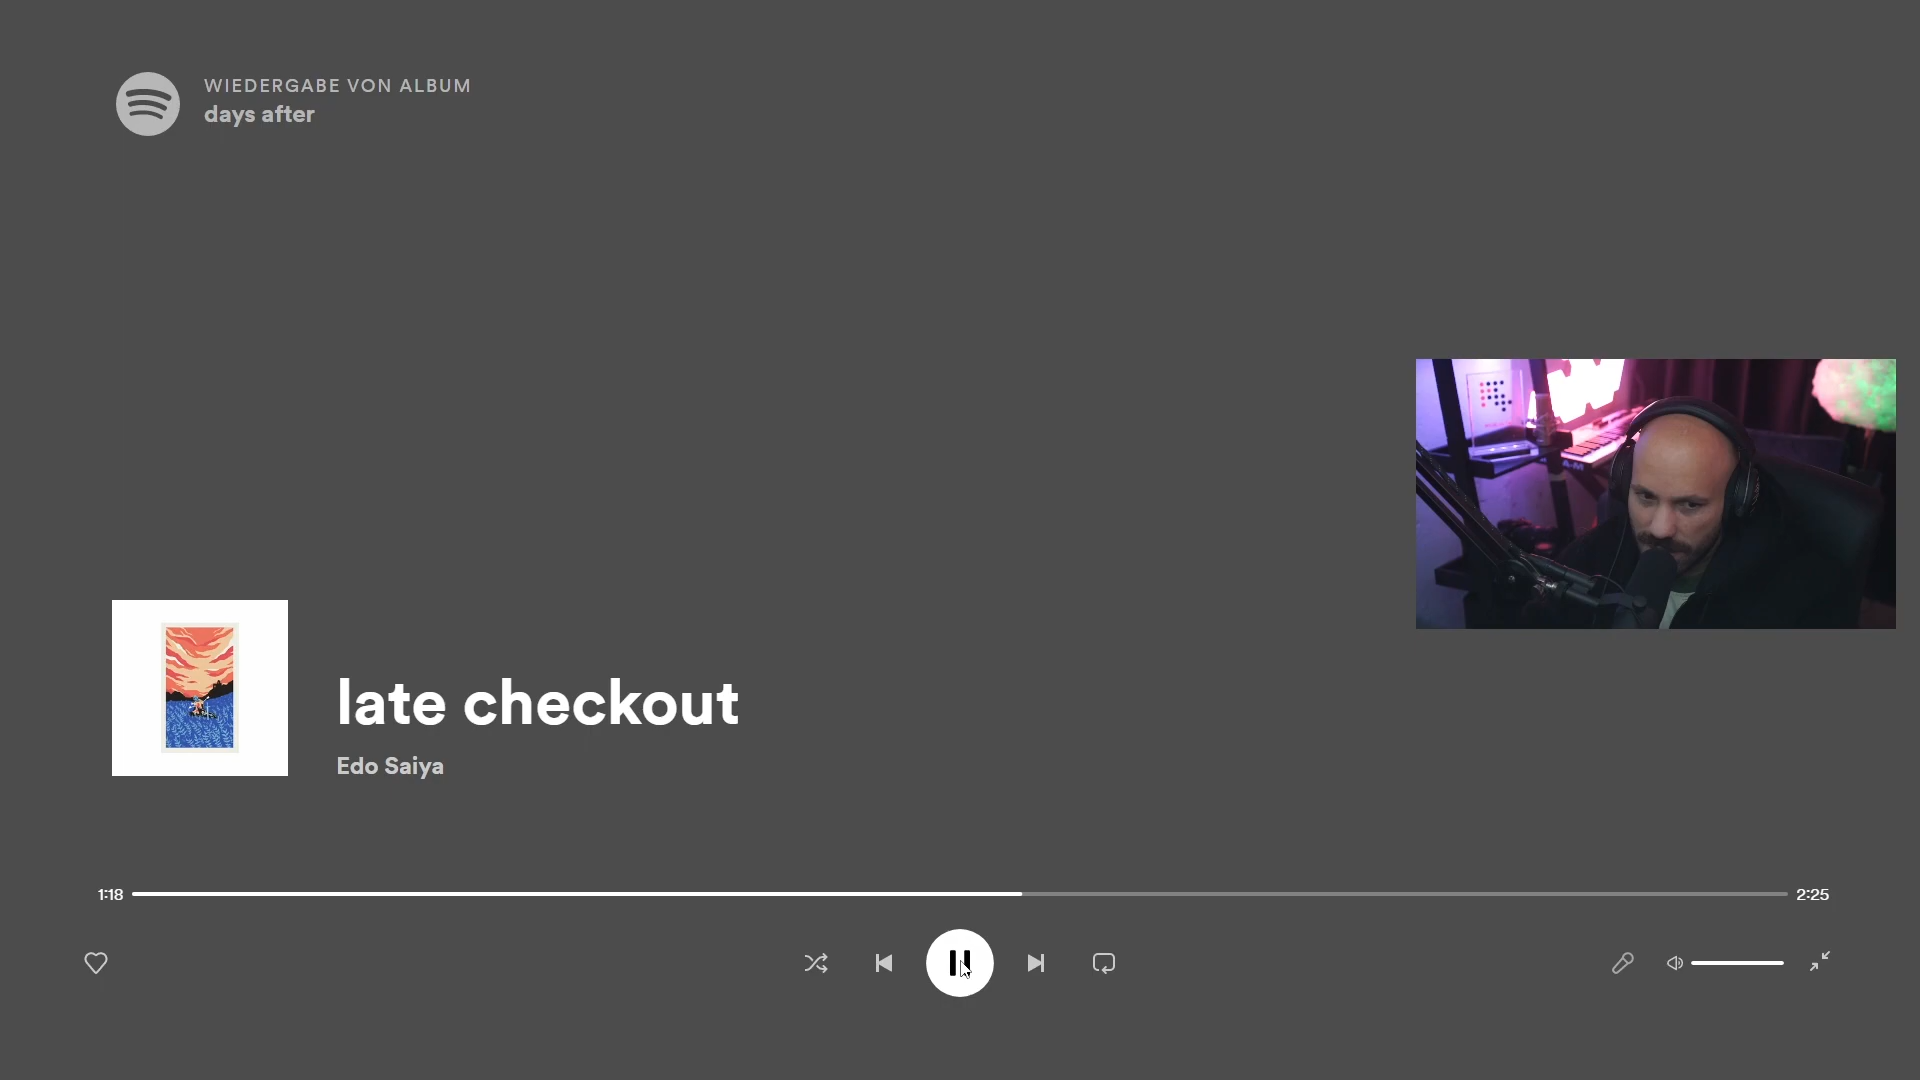 WIEDERGABE VON ALBUM
days after
late checkout
Edo Saiya
1:18
2:25